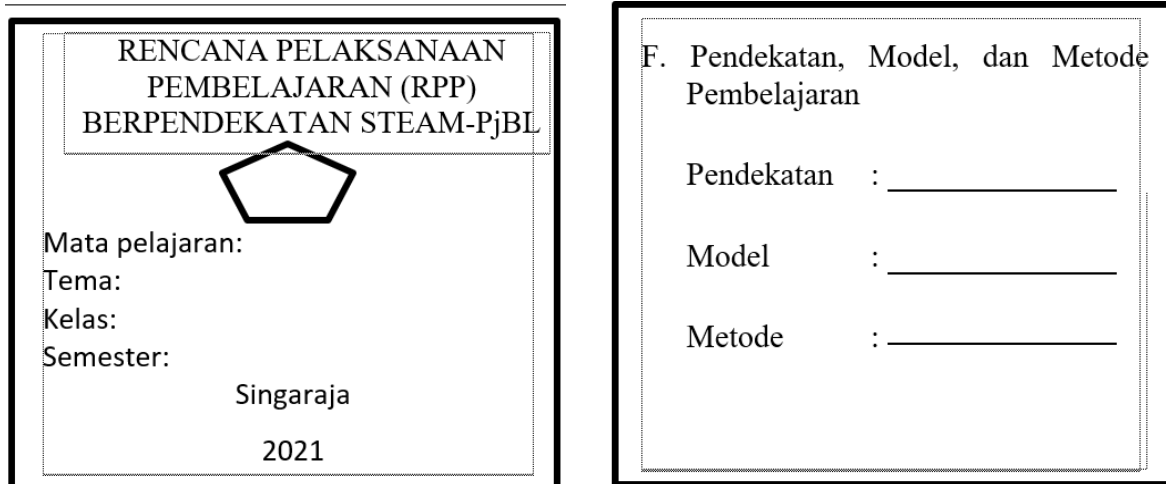 RENCANA PELAKSANAAN
PEMBELAJARAN (RPP)
BERPENDEKATAN STEAM-PjBL
Mata pelajaran:
Tema:
Kelas:
Semester:
Singaraja
2021
F. Pendekatan, Model, dan Metode
Pembelajaran
Pendekatan :
Model :
Metode :